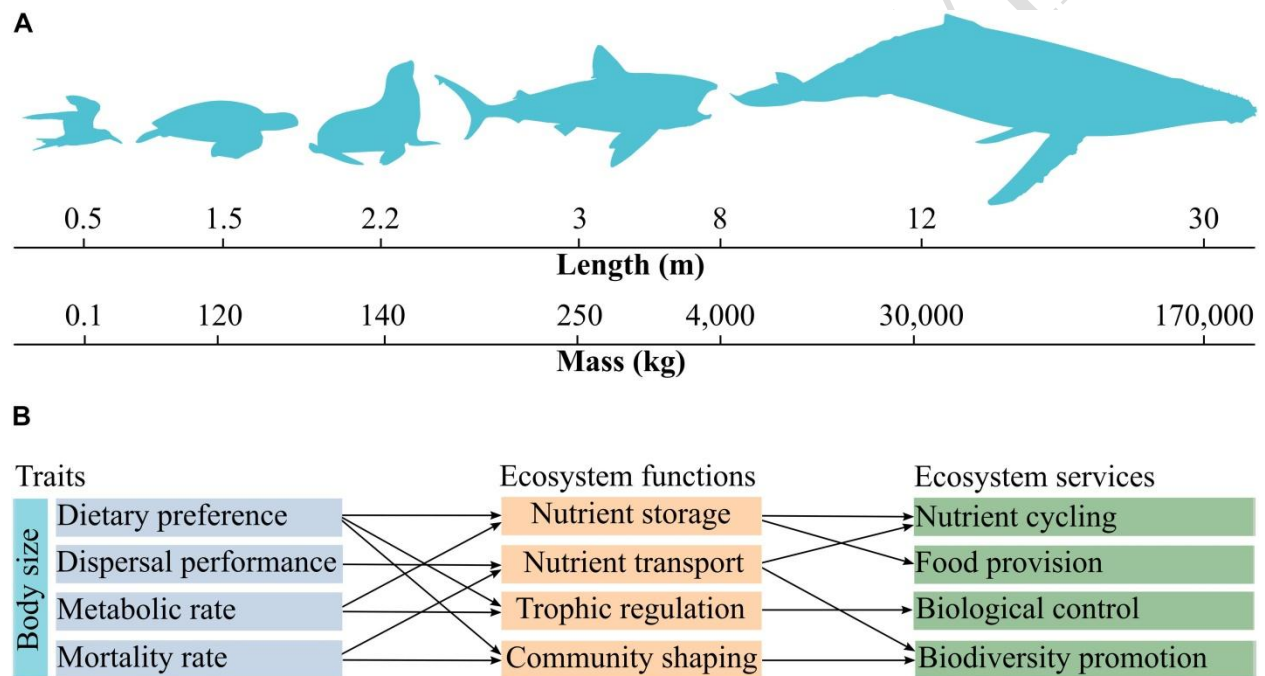 A
0.5 1.5 2.2 3 8 12 30
Length (m)
0.1 120 140 250 4,000 30,000 170,000
Mass (kg)
B
Traits Ecosystem functions Ecosystem services
Body size
Dietary preference Nutrient storage Nutrient cycling
Dispersal performance Nutrient transport Food provision
Metabolic rate Trophic regulation Biological control
Mortality rate Community shaping Biodiversity promotion